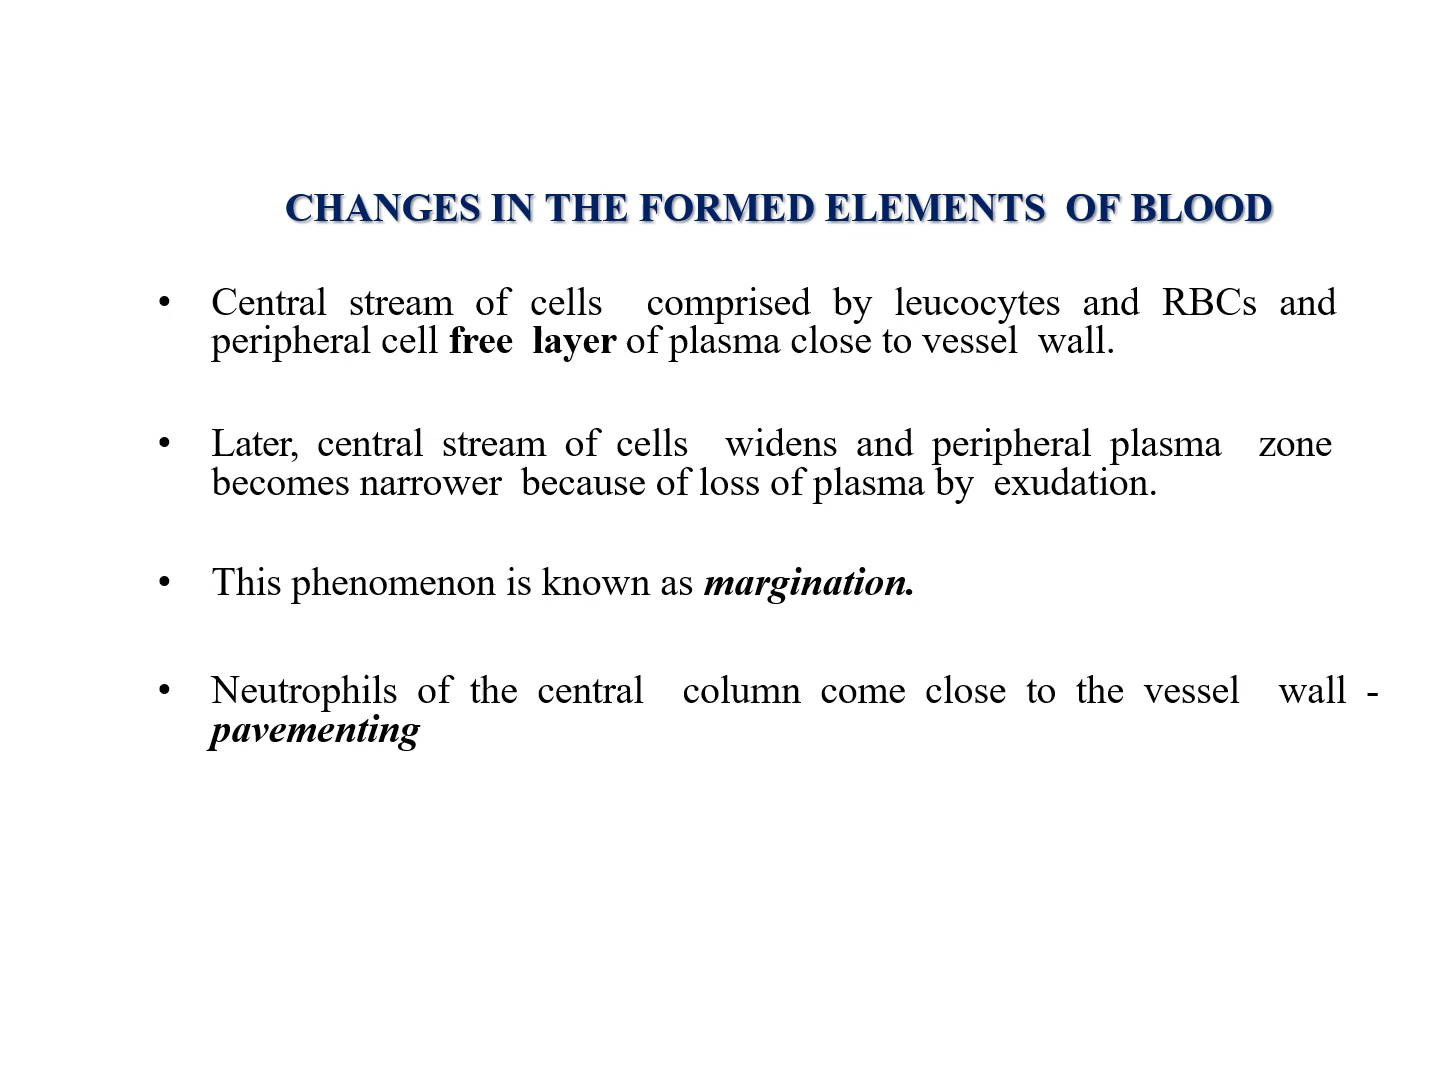 CHANGES IN THE FORMED ELEMENTS OF BLOOD
• Central stream of cells comprised by leucocytes and RBCs and
peripheral cell free layer of plasma close to vessel wall.
• Later, central stream of cells widens and peripheral plasma zone
becomes narrower because of loss of plasma by exudation.
• This phenomenon is known as margination.
• Neutrophils of the central column come close to the vessel wall -
pavementing